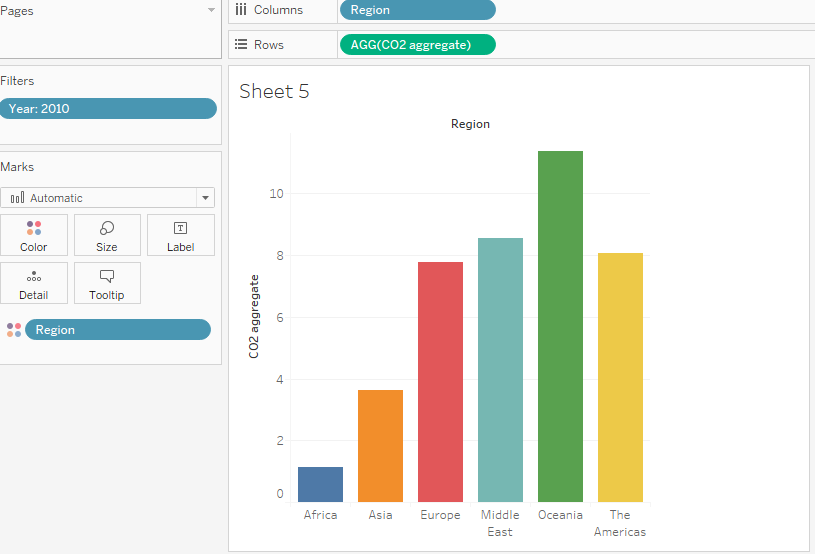 Pages
Columns
Region
Rows
AGG(CO2 aggregate)
Filters
Year: 2010
Marks
Automatic
Color
Size
Label
Detail
Tooltip
Region
Sheet 5
Region
CO2 aggregate
10
8
6
4
2
0
Africa
Asia
Europe
Middle
East
Oceania
The
Americas